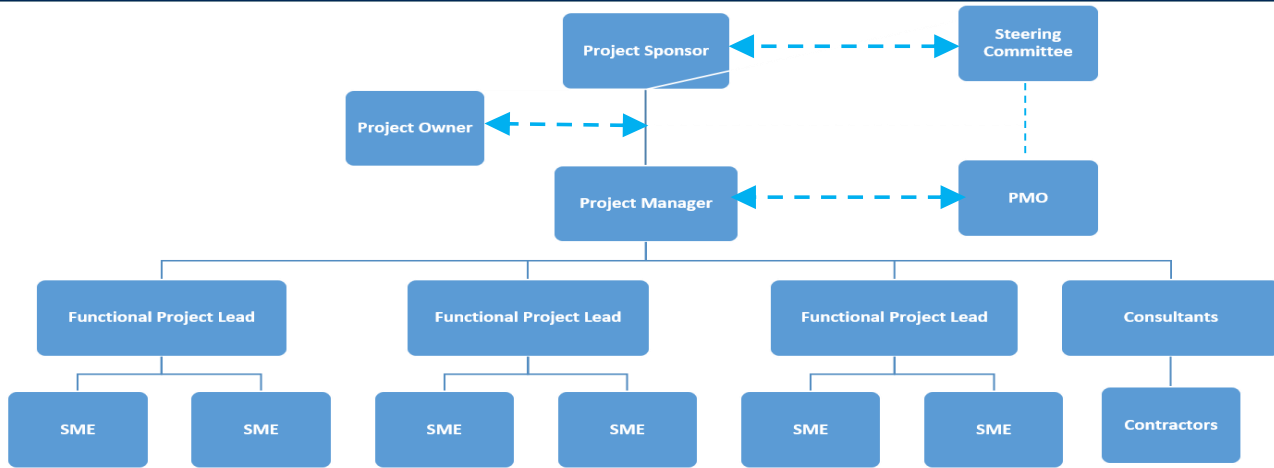 Project Sponsor
Steering
Committee
Project Owner
Project Manager
PMO
Functional Project Lead
Functional Project Lead
Functional Project Lead
Consultants
SME
SME
SME
SME
SME
SME
Contractors